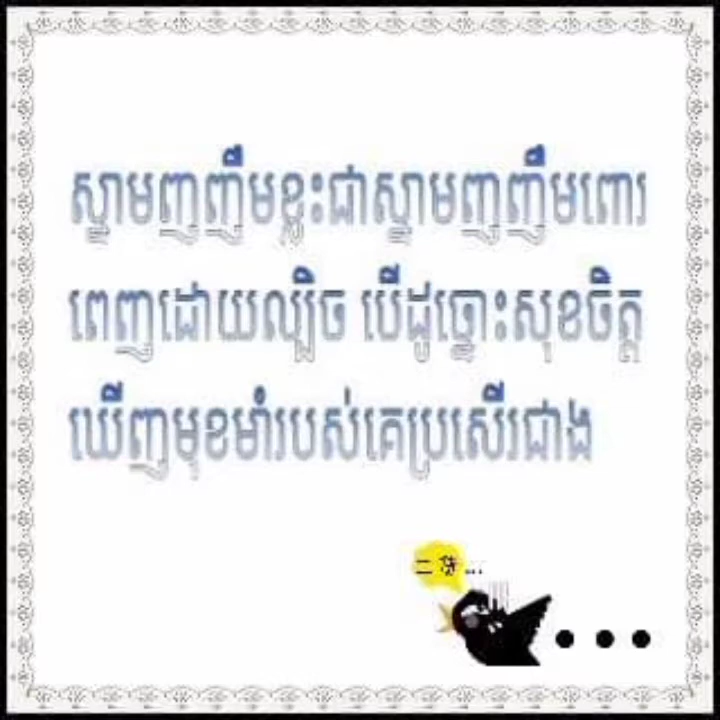 ស្នាមញញឹមខ្លះជាស្នាមញញឹមពោរ
ពេញដោយល្បិច បើដូច្នោះសុខចិត្ត
ឃើញមុខមាំរបស់គេប្រសើរជាង